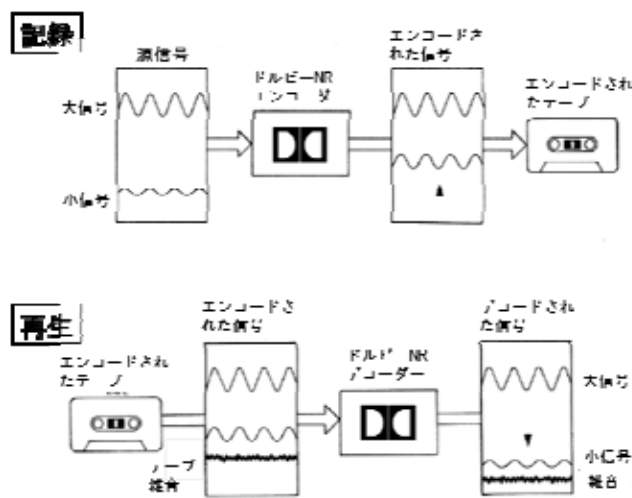 記録
源信号
大信号
小信号
ドルビーNR
エンコーダ
エンコードさ
れた信号
エンコードされ
たテープ
再生
エンコードされ
たテープ
エンコードさ
れた信号
テープ
雑音
ドルビーNR
デコーダー
デコードさ
れた信号
大信号
小信号
雑音